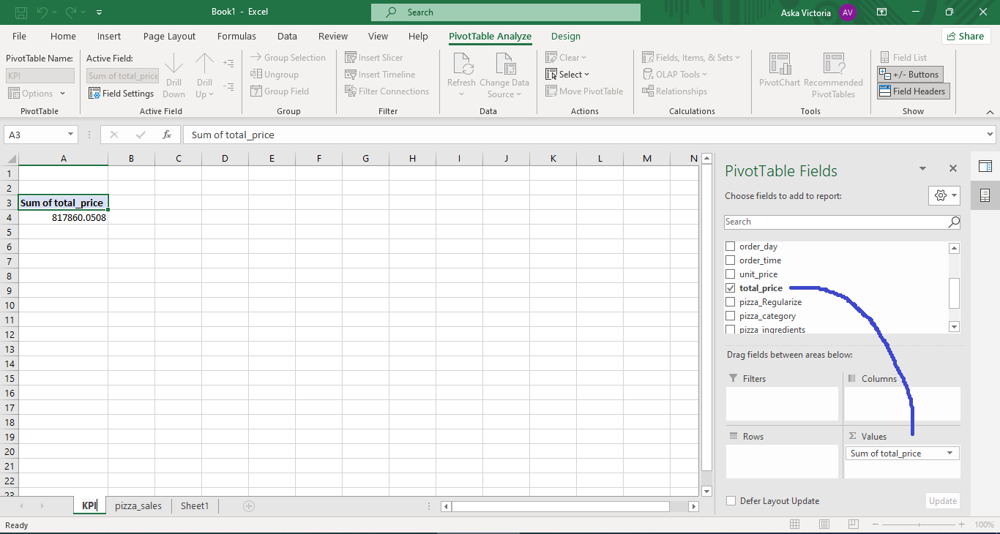 Book1 - Excel
Search
Aska Victoria
AV
File Home Insert Page Layout Formulas Data Review View Help PivotTable Analyze Design
Share
PivotTable Name:
KPI
Options
PivotTable
Active Field:
Sum of total_price
Field Settings
Drill Down
Drill Up
Active Field
Group Selection
Ungroup
Group Field
Group
Insert Slicer
Insert Timeline
Filter Connections
Filter
Refresh
Change Data Source
Data
Clear
Select
Move PivotTable
Actions
Fields, Items, & Sets
OLAP Tools
Relationships
Calculations
PivotChart
Recommended PivotTables
Tools
Field List
+/- Buttons
Field Headers
Show
A3
fx
Sum of total_price
A B C D E F G H I J K L M N
1
2
3 Sum of total_price
4 817860.0508
5
6
7
8
9
10
11
12
13
14
15
16
17
18
19
20
21
22
23
PivotTable Fields
Choose fields to add to report:
Search
order_day
order_time
unit_price
total_price
pizza_Regularize
pizza_category
pizza_ingredients
Drag fields between areas below:
Filters
Columns
Rows
Σ Values
Sum of total_price
Defer Layout Update
Update
KPI pizza_sales Sheet1
Ready
100%